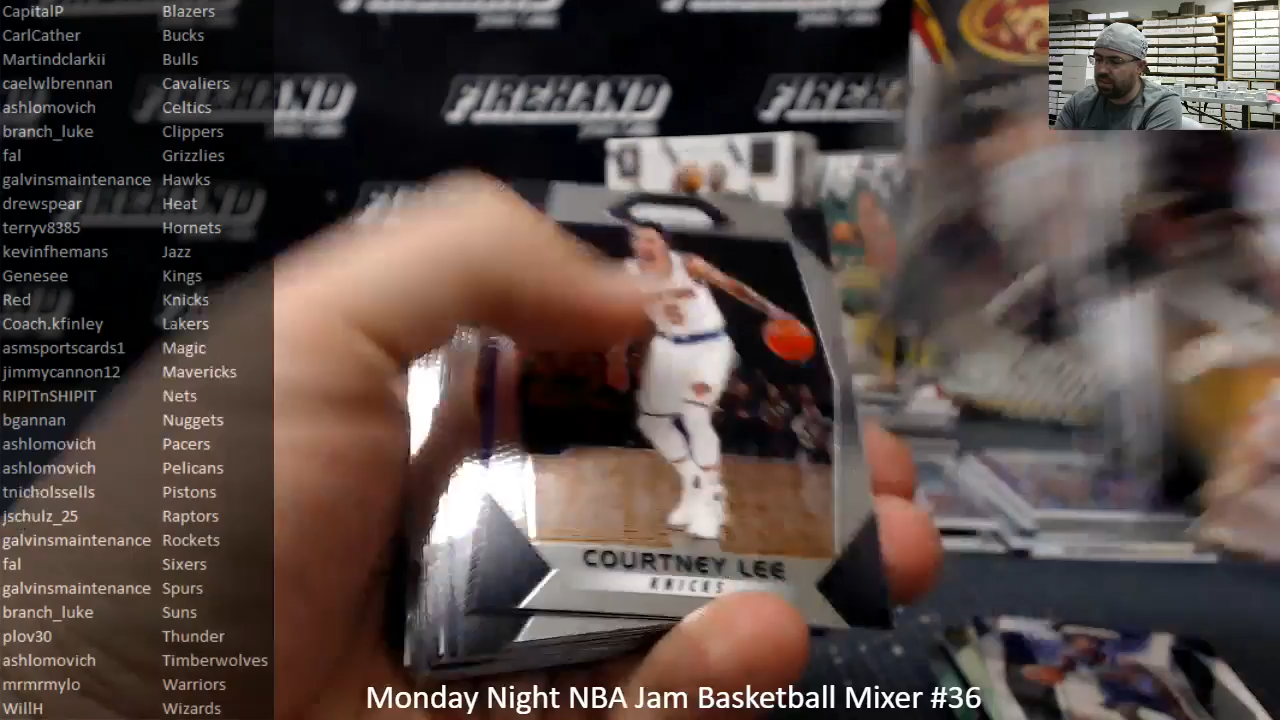 CapitalP Blazers
CarlCather Bucks
Martindclarkii Bulls
caelwlbrennan Cavaliers
ashlomovich Celtics
branch_luke Clippers
fal Grizzlies
galvinsmaintenance Hawks
drewspear Heat
terryv8385 Hornets
kevinfhemans Jazz
Genesee Kings
Red Knicks
Coach.kfinley Lakers
asmsportscards1 Magic
jimmycannon12 Mavericks
RIPITnSHIPIT Nets
bgannan Nuggets
ashlomovich Pacers
ashlomovich Pelicans
tnicholssells Pistons
jschulz_25 Raptors
galvinsmaintenance Rockets
fal Sixers
galvinsmaintenance Spurs
branch_luke Suns
plov30 Thunder
ashlomovich Timberwolves
mrmrmylo Warriors
WillH Wizards
FIREHAND
COURTNEY LEE
KNICKS
Monday Night NBA Jam Basketball Mixer #36